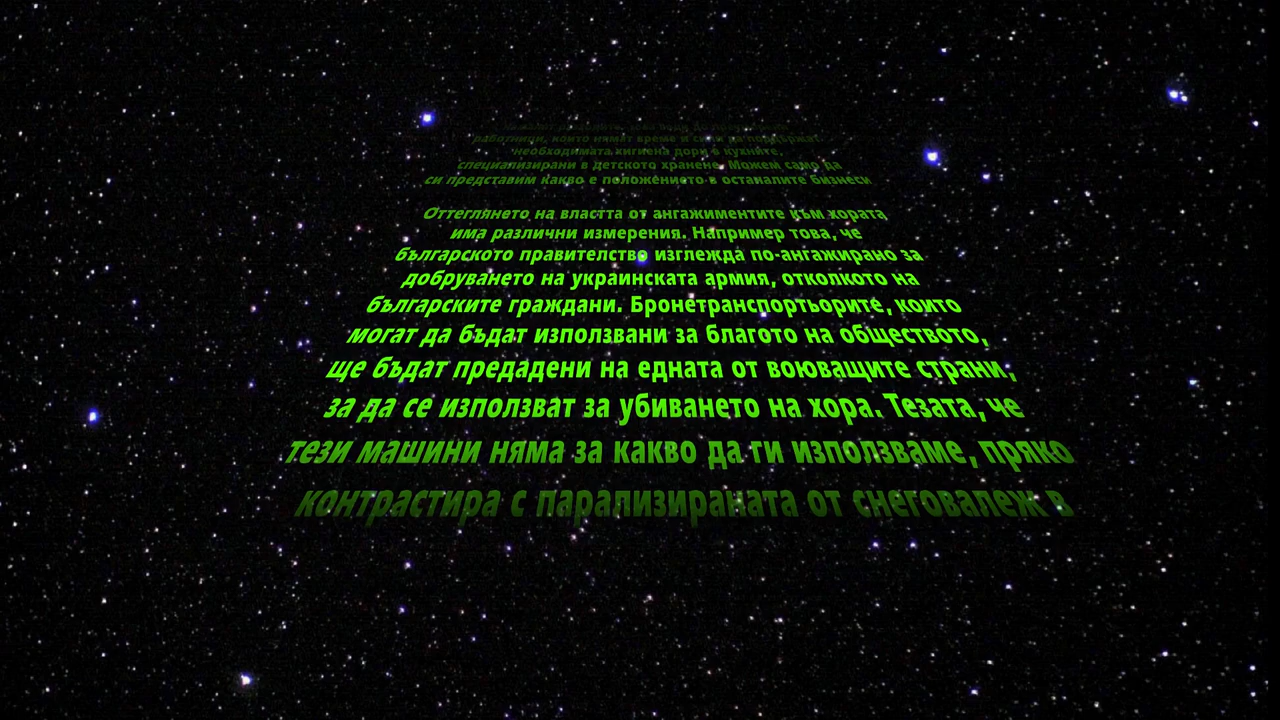 работници, които нямат време и сили да поддържат
необходимата хигиена дори в кухните,
специализирани в детското хранене. Можем само да
си представим какво е положението в останалите бизнеси
Оттеглянето на властта от ангажиментите към хората
има различни измерения. Например това, че
българското правителство изглежда по-ангажирано за
добруването на украинската армия, отколкото на
българските граждани. Бронетранспортьорите, които
могат да бъдат използвани за благото на обществото,
ще бъдат предадени на едната от воюващите страни,
за да се използват за убиването на хора. Тезата, че
тези машини няма за какво да ги използваме, пряко
контрастира с парализираната от снеговалеж в